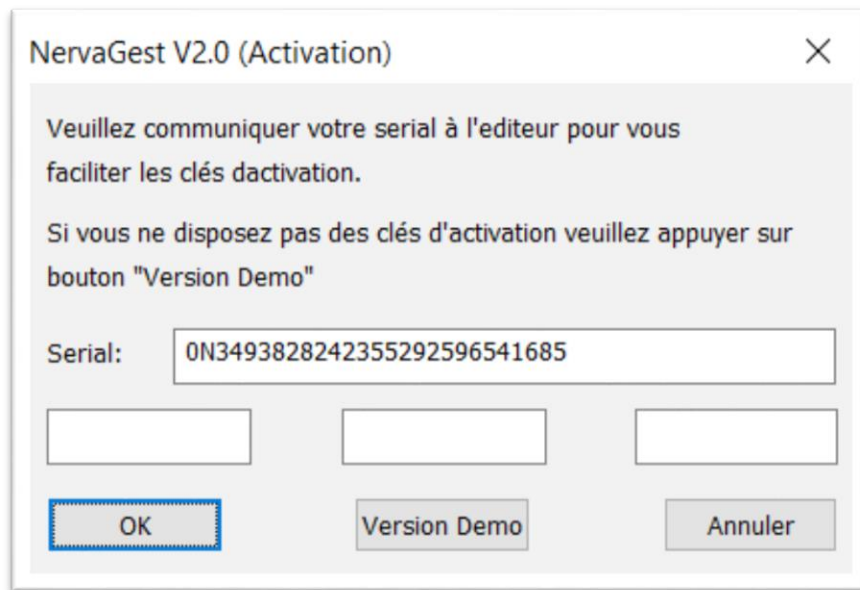 NervaGest V2.0 (Activation)
Veuillez communiquer votre serial à l'editeur pour vous
faciliter les clés dactivation.
Si vous ne disposez pas des clés d'activation veuillez appuyer sur
bouton "Version Demo"
Serial: 0N3493828242355292596541685
OK Version Demo Annuler